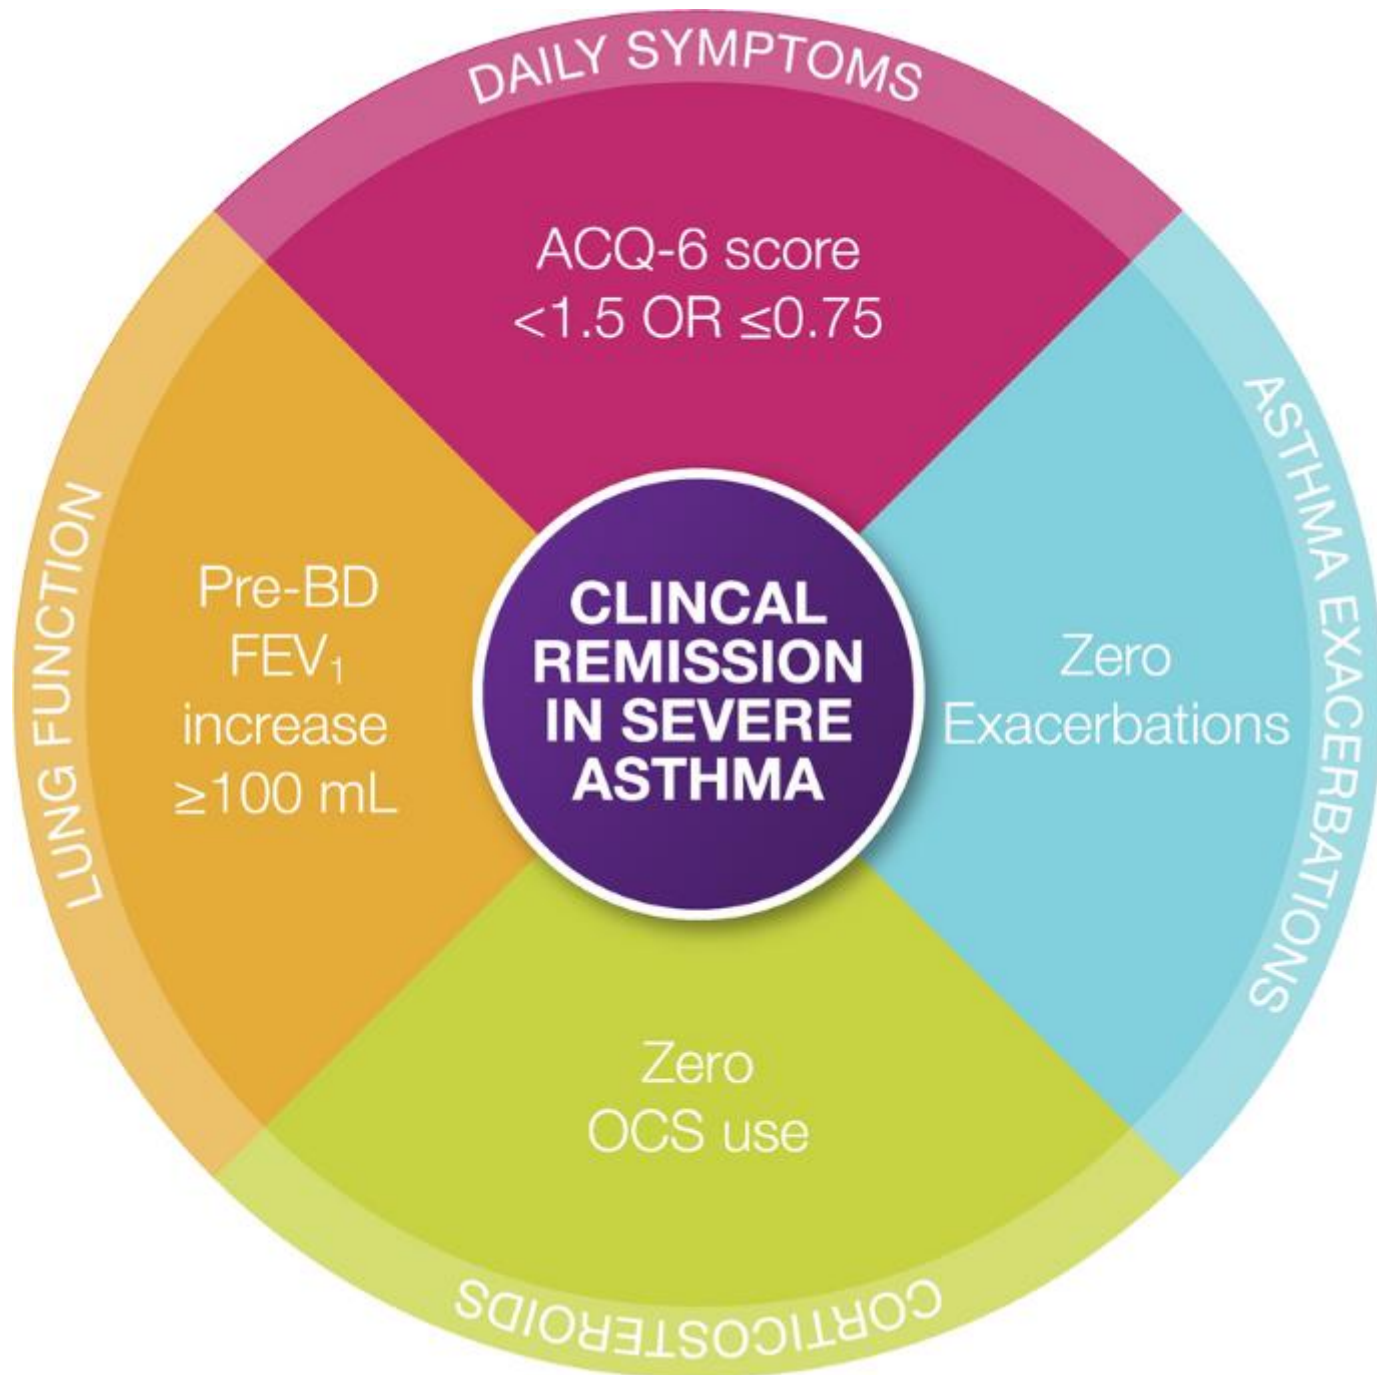 DAILY SYMPTOMS
ACQ-6 score
<1.5 OR ≤0.75
ASTHMA EXACERBATIONS
Zero
Exacerbations
CORTICOSTEROIDS
Zero
OCS use
LUNG FUNCTION
Pre-BD
FEV₁
increase
≥100 mL
CLINCAL
REMISSION
IN SEVERE
ASTHMA